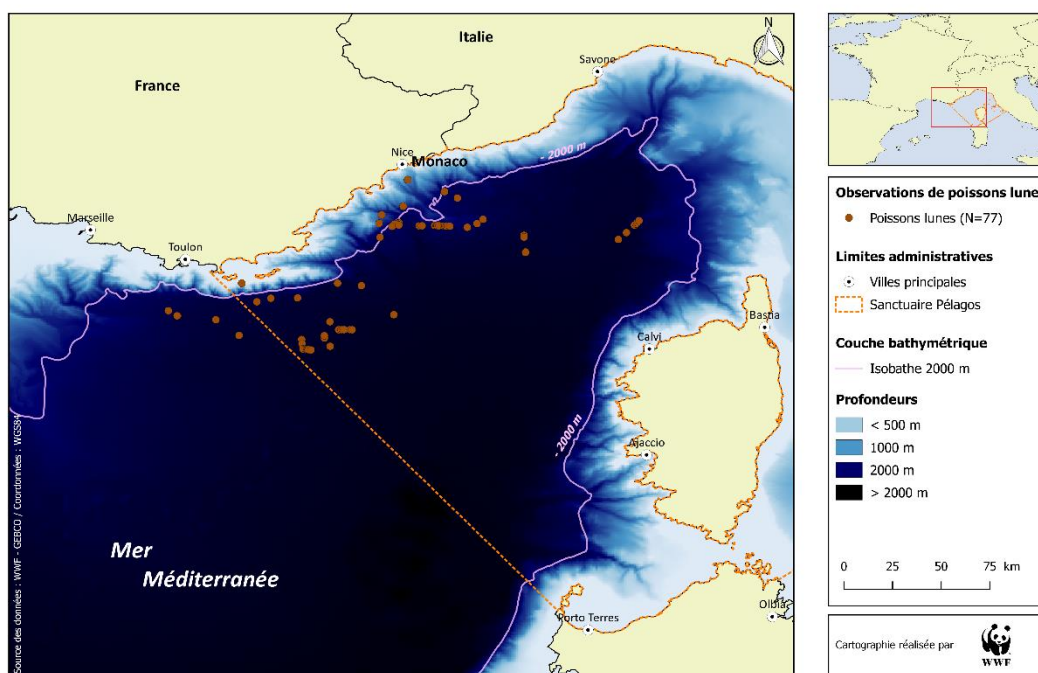 Italie
N
Savone
France
Nice
Monaco
- 2000 m
Marseille
Toulon
Bastia
Calvi
- 2000 m
Ajaccio
Mer
Méditerranée
Porto Terres
Olbia
Source des données : WWF - GEBCO / Coordonnées : WGS84
Observations de poissons lune
Poissons lunes (N=77)
Limites administratives
Villes principales
Sanctuaire Pélagos
Couche bathymétrique
Isobathe 2000 m
Profondeurs
< 500 m
1000 m
2000 m
> 2000 m
0 25 50 75 km
Cartographie réalisée par
WWF